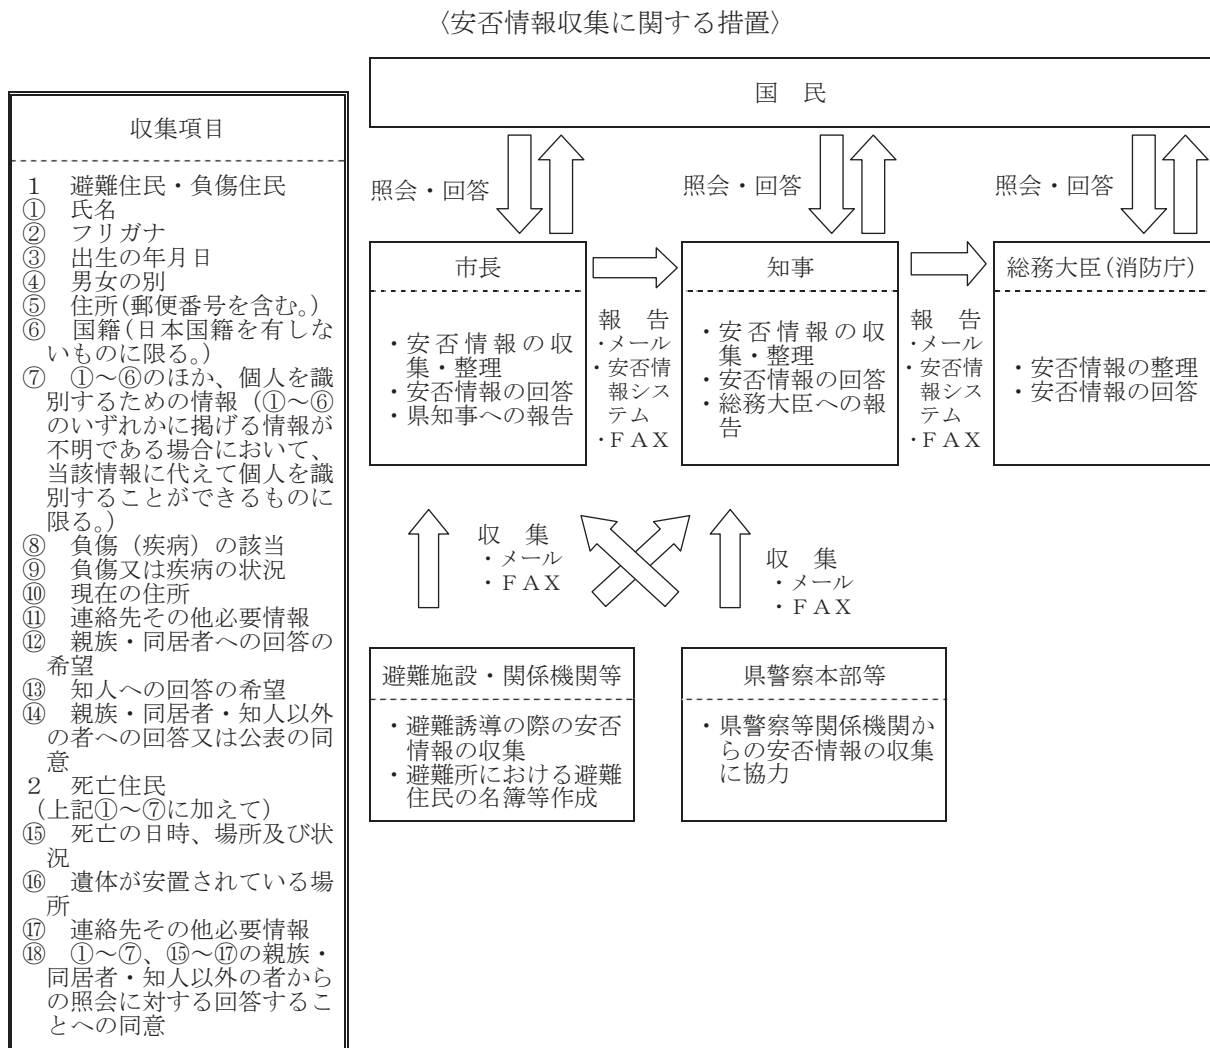 〈安否情報収集に関する措置〉
収集項目
1 避難住民・負傷住民
① 氏名
② フリガナ
③ 出生の年月日
④ 男女の別
⑤ 住所(郵便番号を含む。)
⑥ 国籍(日本国籍を有しな
いものに限る。)
⑦ ①~⑥のほか、個人を識
別するための情報（①~⑥
のいずれかに掲げる情報が
不明である場合において、
当該情報に代えて個人を識
別することができるものに
限る。）
⑧ 負傷（疾病）の該当
⑨ 負傷又は疾病の状況
⑩ 現在の住所
⑪ 連絡先その他必要情報
⑫ 親族・同居者への回答の
希望
⑬ 知人への回答の希望
⑭ 親族・同居者・知人以外
の者への回答又は公表の同
意
2 死亡住民
（上記①~⑦に加えて）
⑮ 死亡の日時、場所及び状
況
⑯ 遺体が安置されている場
所
⑰ 連絡先その他必要情報
⑱ ①~⑦、⑮~⑰の親族・
同居者・知人以外の者から
の照会に対する回答するこ
とへの同意
国 民
照会・回答
照会・回答
照会・回答
市長
・安否情報の収
集・整理
・安否情報の回答
・県知事への報告
報 告
・メール
・安否情
報シス
テム
・ＦＡＸ
知事
・安否情報の収
集・整理
・安否情報の回答
・総務大臣への報
告
報 告
・メール
・安否情
報シス
テム
・ＦＡＸ
総務大臣(消防庁)
・安否情報の整理
・安否情報の回答
収 集
・メール
・ＦＡＸ
収 集
・メール
・ＦＡＸ
避難施設・関係機関等
・避難誘導の際の安否
情報の収集
・避難所における避難
住民の名簿等作成
県警察本部等
・県警察等関係機関か
らの安否情報の収集
に協力